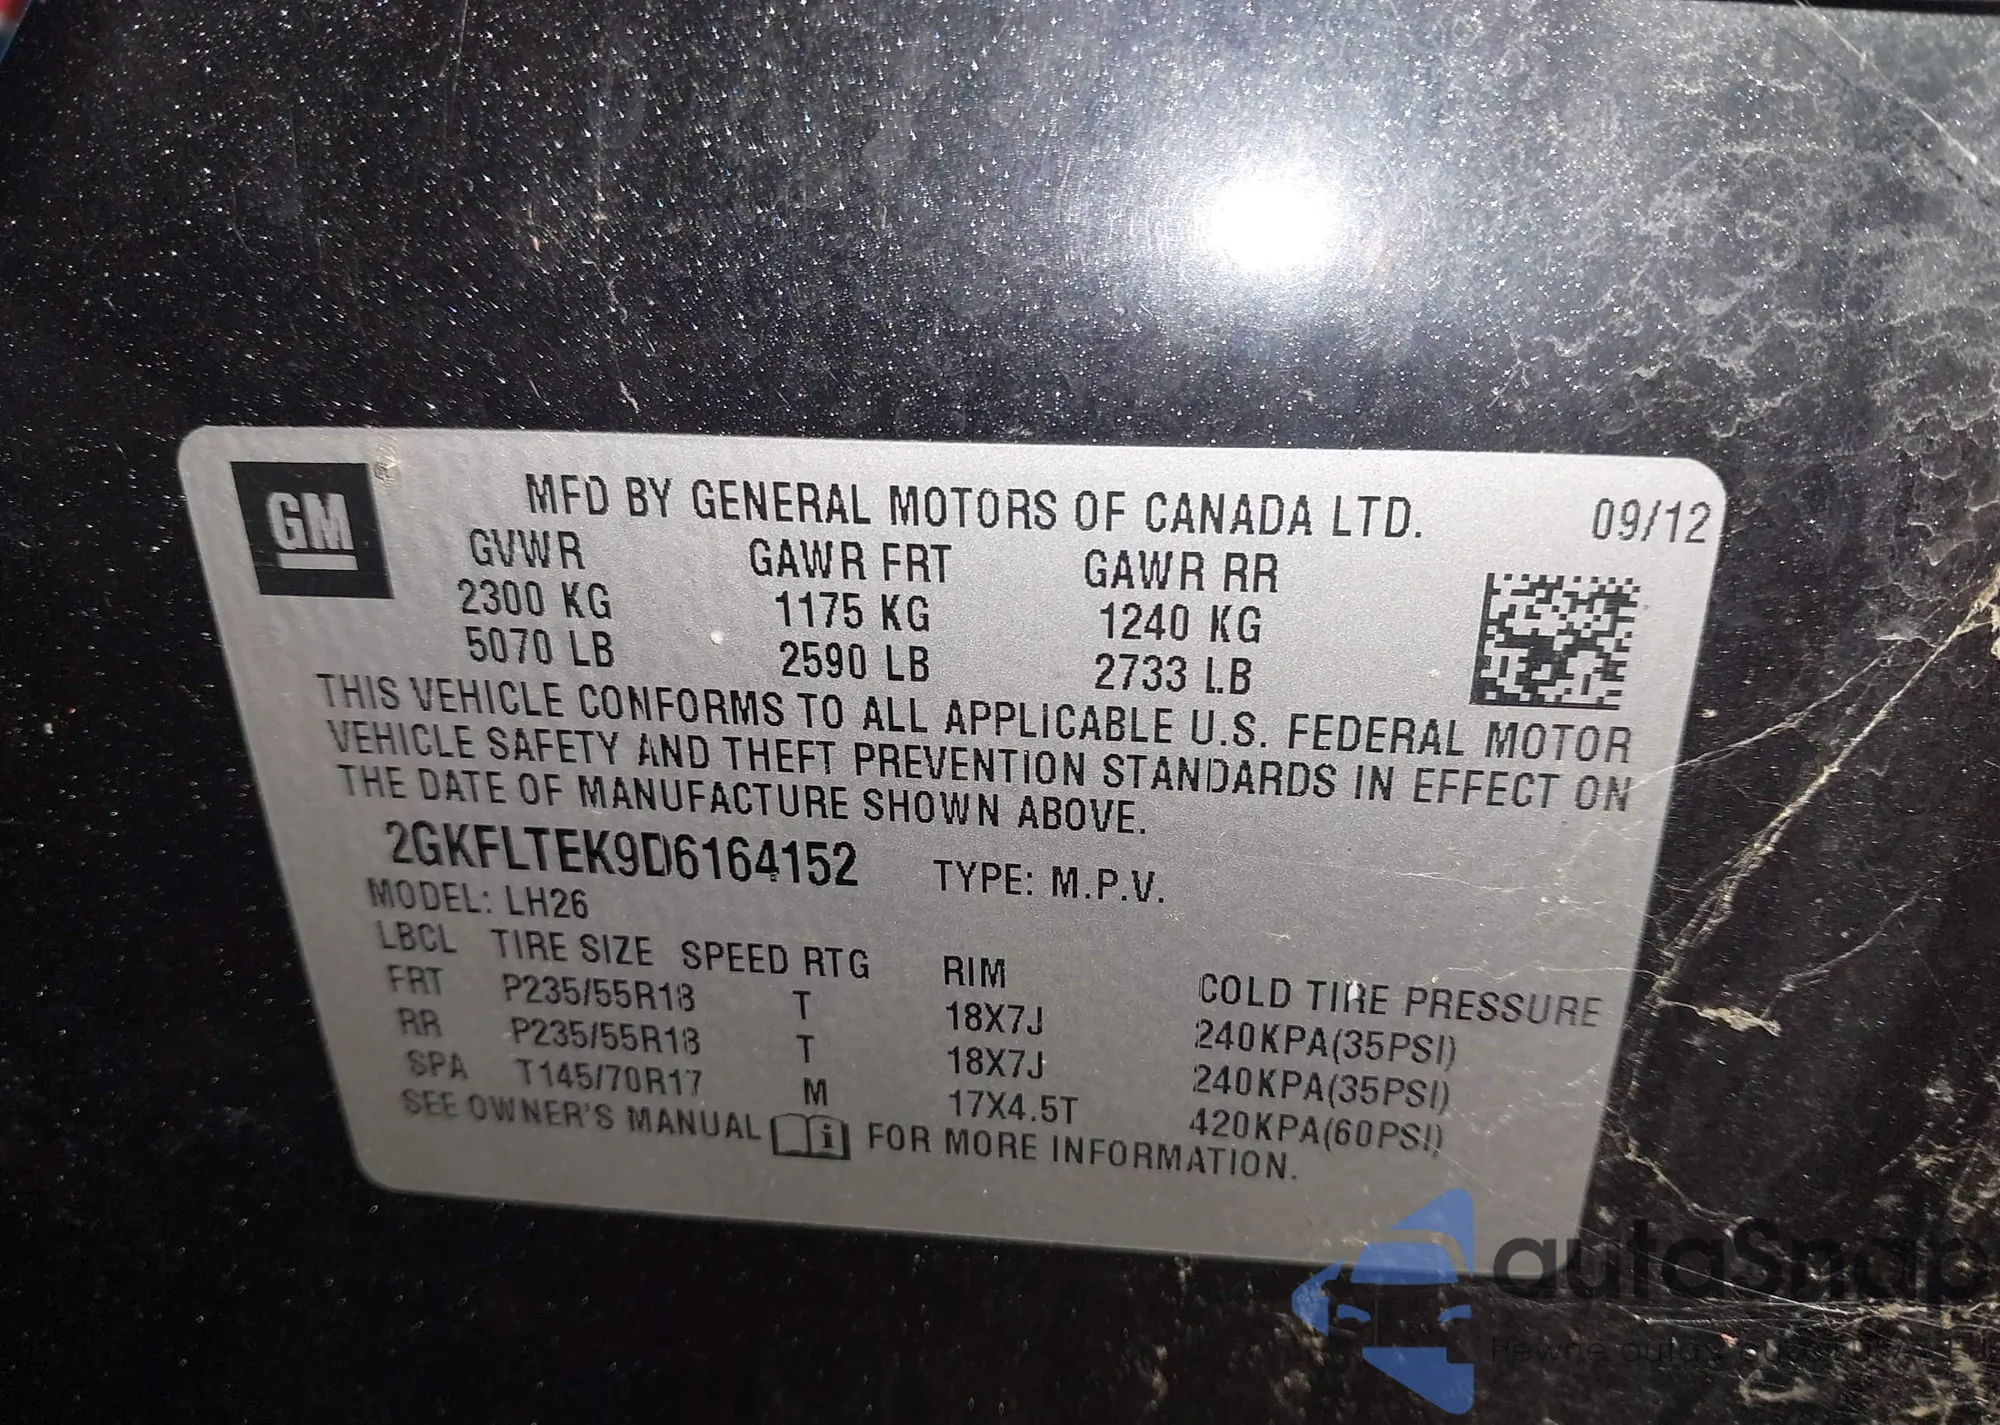 GM
MFD BY GENERAL MOTORS OF CANADA LTD. 09/12
GVWR GAWR FRT GAWR RR
2300 KG 1175 KG 1240 KG
5070 LB 2590 LB 2733 LB
THIS VEHICLE CONFORMS TO ALL APPLICABLE U.S. FEDERAL MOTOR
VEHICLE SAFETY AND THEFT PREVENTION STANDARDS IN EFFECT ON
THE DATE OF MANUFACTURE SHOWN ABOVE.
2GKFLTEK9D6164152 TYPE: M.P.V.
MODEL: LH26
LBCL TIRE SIZE SPEED RTG RIM COLD TIRE PRESSURE
FRT P235/55R18 T 18X7J 240KPA(35PSI)
RR P235/55R18 T 18X7J 240KPA(35PSI)
SPA T145/70R17 M 17X4.5T 420KPA(60PSI)
SEE OWNER'S MANUAL i FOR MORE INFORMATION.
autaSnap
Pewne auta z